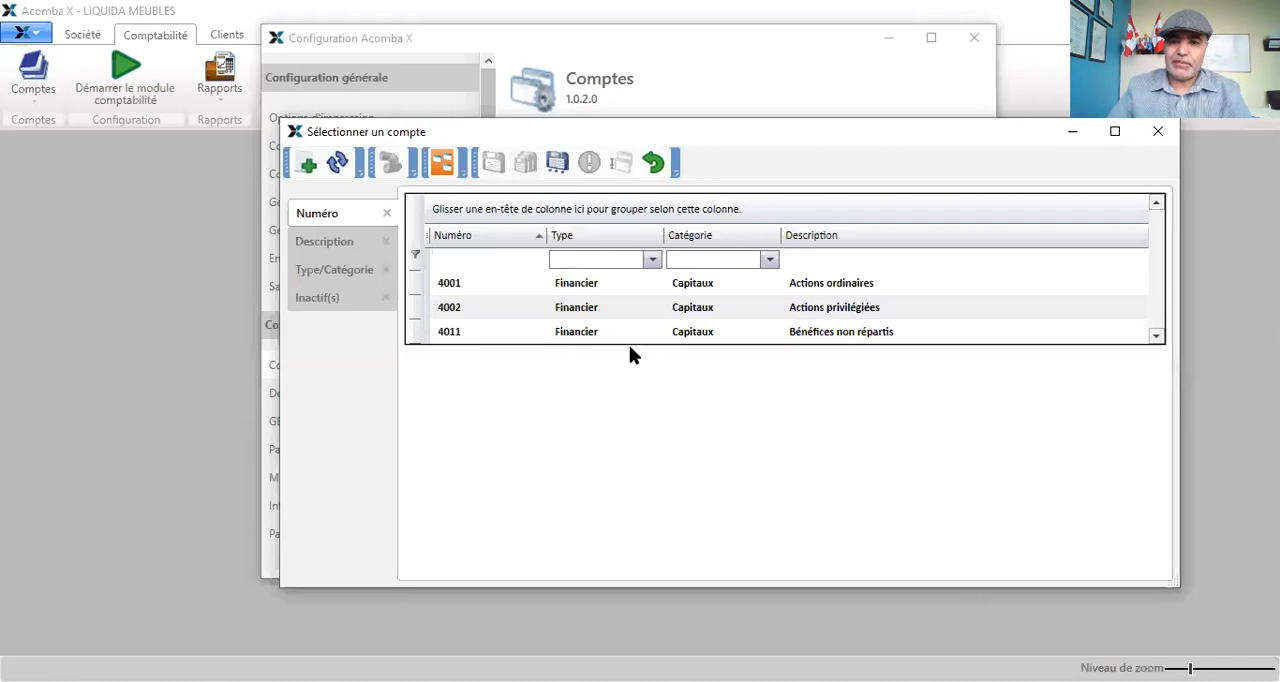 Acomba X - LIQUIDA MEUBLES
Société
Comptabilité
Clients
Comptes
Démarrer le module
comptabilité
Rapports
Comptes
Configuration
Rapports
Configuration Acomba X
Configuration générale
Comptes
1.0.2.0
Sélectionner un compte
Numéro
Description
Type/Catégorie
Inactif(s)
Glisser une en-tête de colonne ici pour grouper selon cette colonne.
Numéro Type Catégorie Description
4001 Financier Capitaux Actions ordinaires
4002 Financier Capitaux Actions privilégiées
4011 Financier Capitaux Bénéfices non répartis
Niveau de zoom